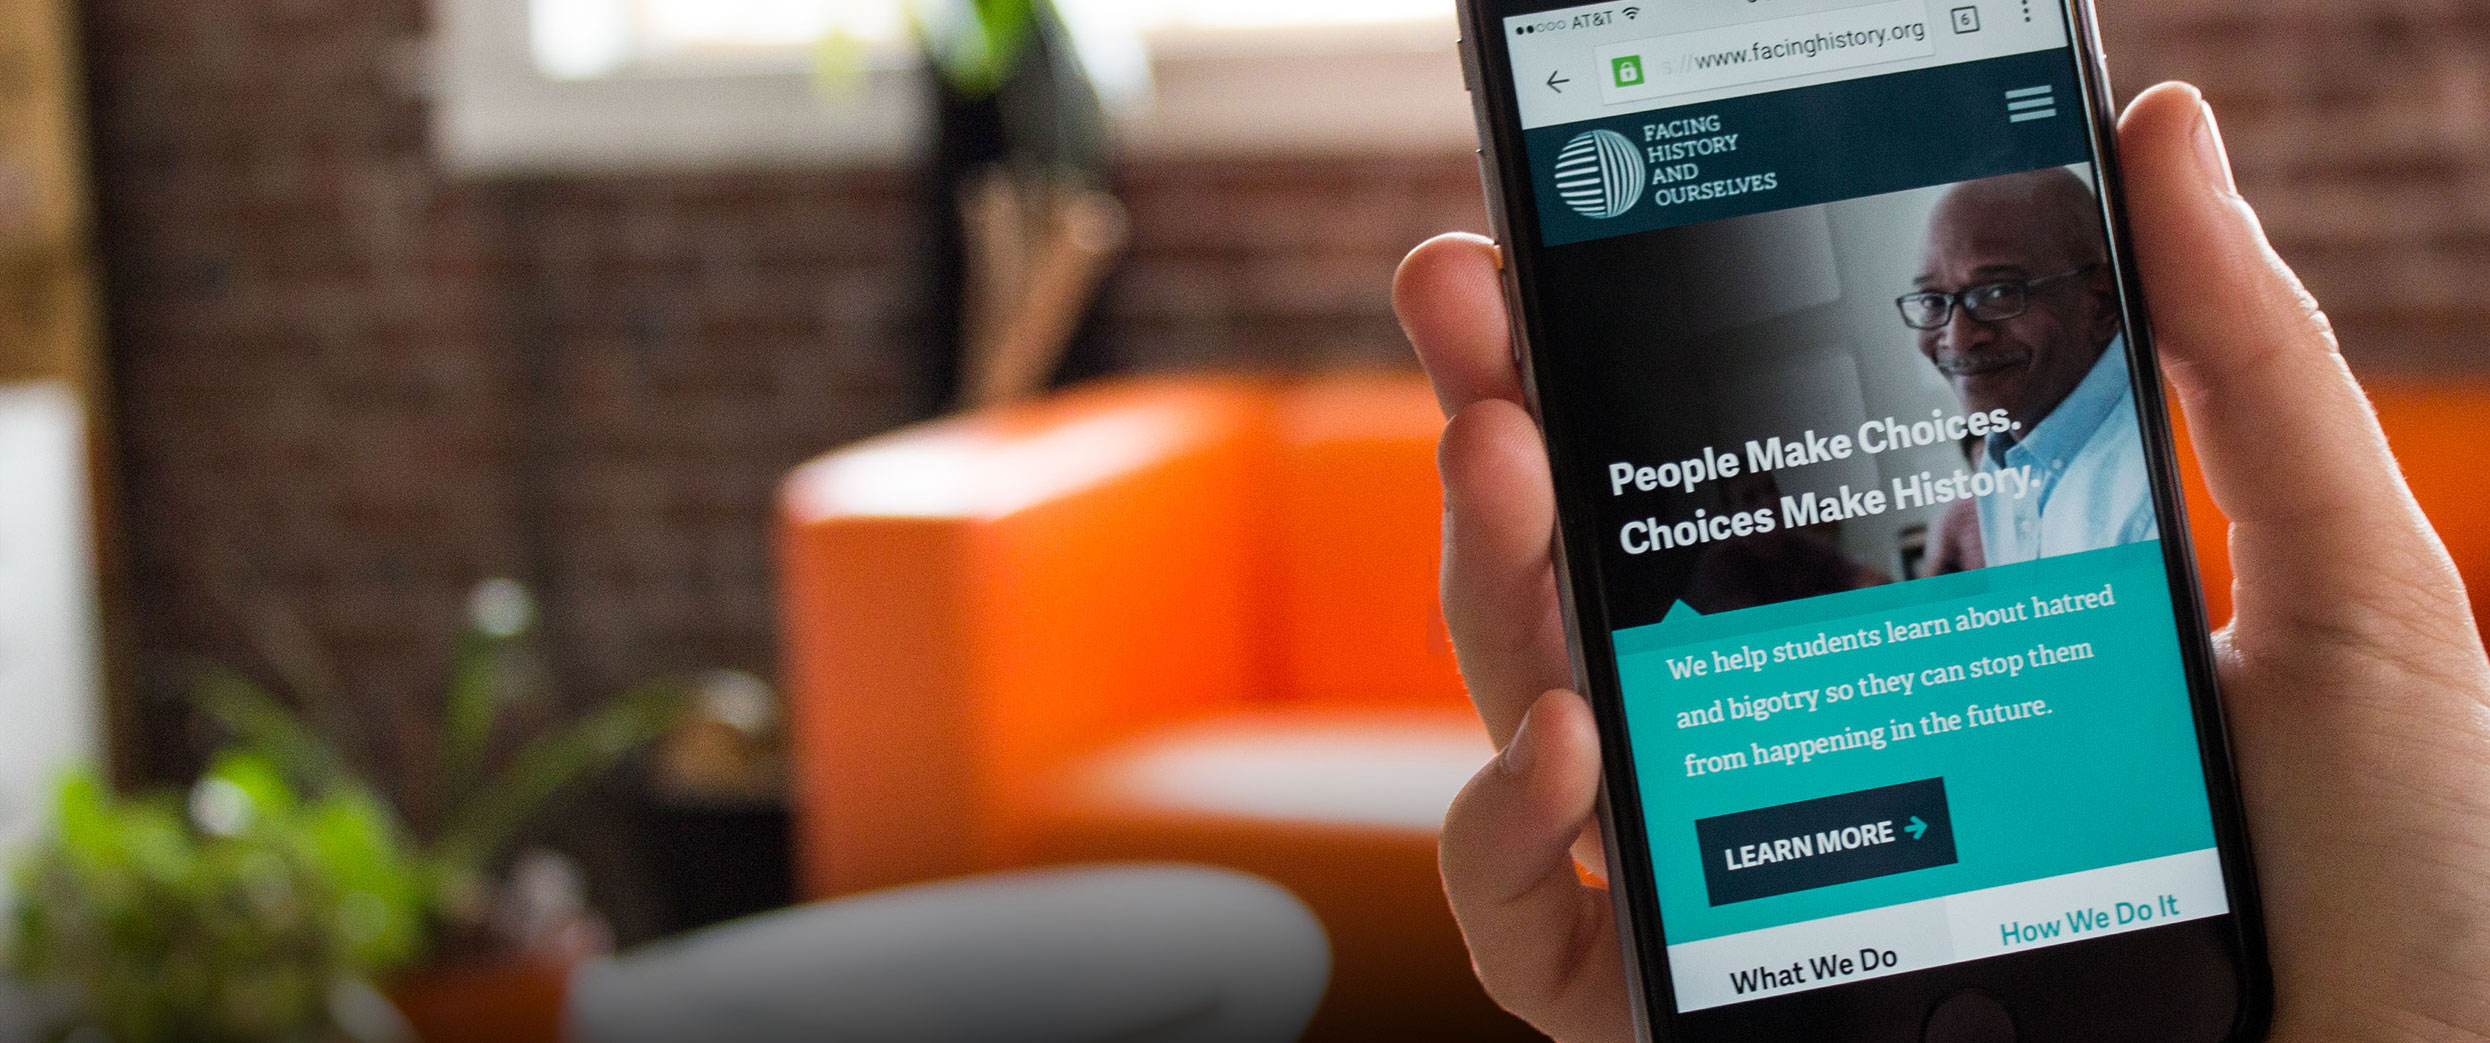 AT&T
s://www.facinghistory.org
6
FACING
HISTORY
AND
OURSELVES
People Make Choices.
Choices Make History.
We help students learn about hatred
and bigotry so they can stop them
from happening in the future.
LEARN MORE
What We Do
How We Do It